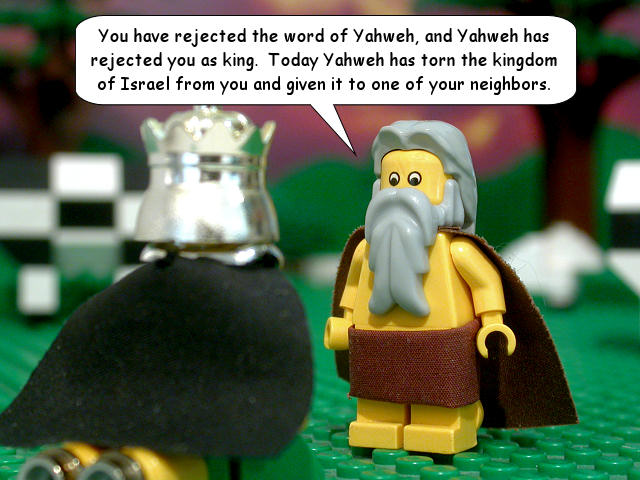 You have rejected the word of Yahweh, and Yahweh has
rejected you as king. Today Yahweh has torn the kingdom
of Israel from you and given it to one of your neighbors.